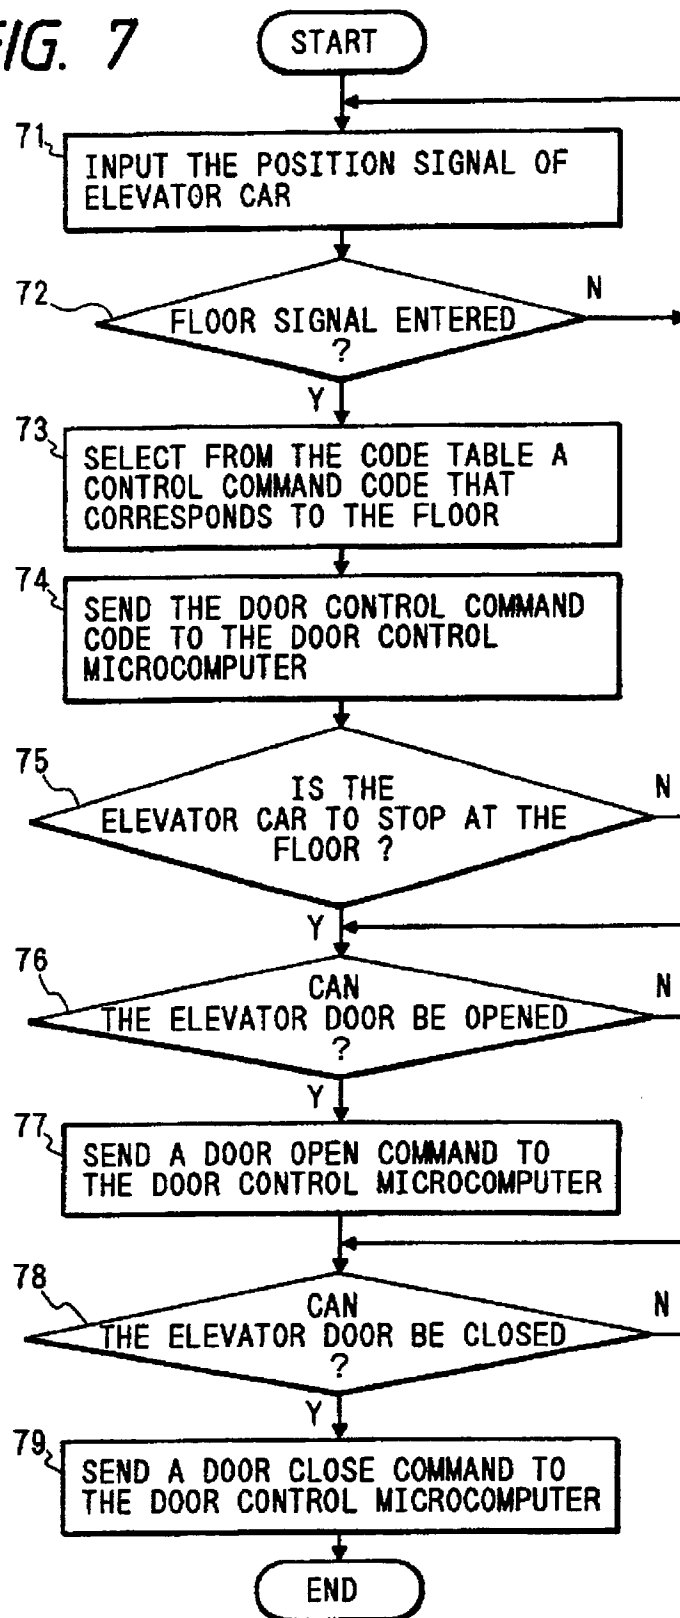 FIG. 7
START
71
INPUT THE POSITION SIGNAL OF
ELEVATOR CAR
72
FLOOR SIGNAL ENTERED
?
N
Y
73
SELECT FROM THE CODE TABLE A
CONTROL COMMAND CODE THAT
CORRESPONDS TO THE FLOOR
74
SEND THE DOOR CONTROL COMMAND
CODE TO THE DOOR CONTROL
MICROCOMPUTER
75
IS THE
ELEVATOR CAR TO STOP AT THE
FLOOR ?
N
Y
76
CAN
THE ELEVATOR DOOR BE OPENED
?
N
Y
77
SEND A DOOR OPEN COMMAND TO
THE DOOR CONTROL MICROCOMPUTER
78
CAN
THE ELEVATOR DOOR BE CLOSED
?
N
Y
79
SEND A DOOR CLOSE COMMAND TO
THE DOOR CONTROL MICROCOMPUTER
END